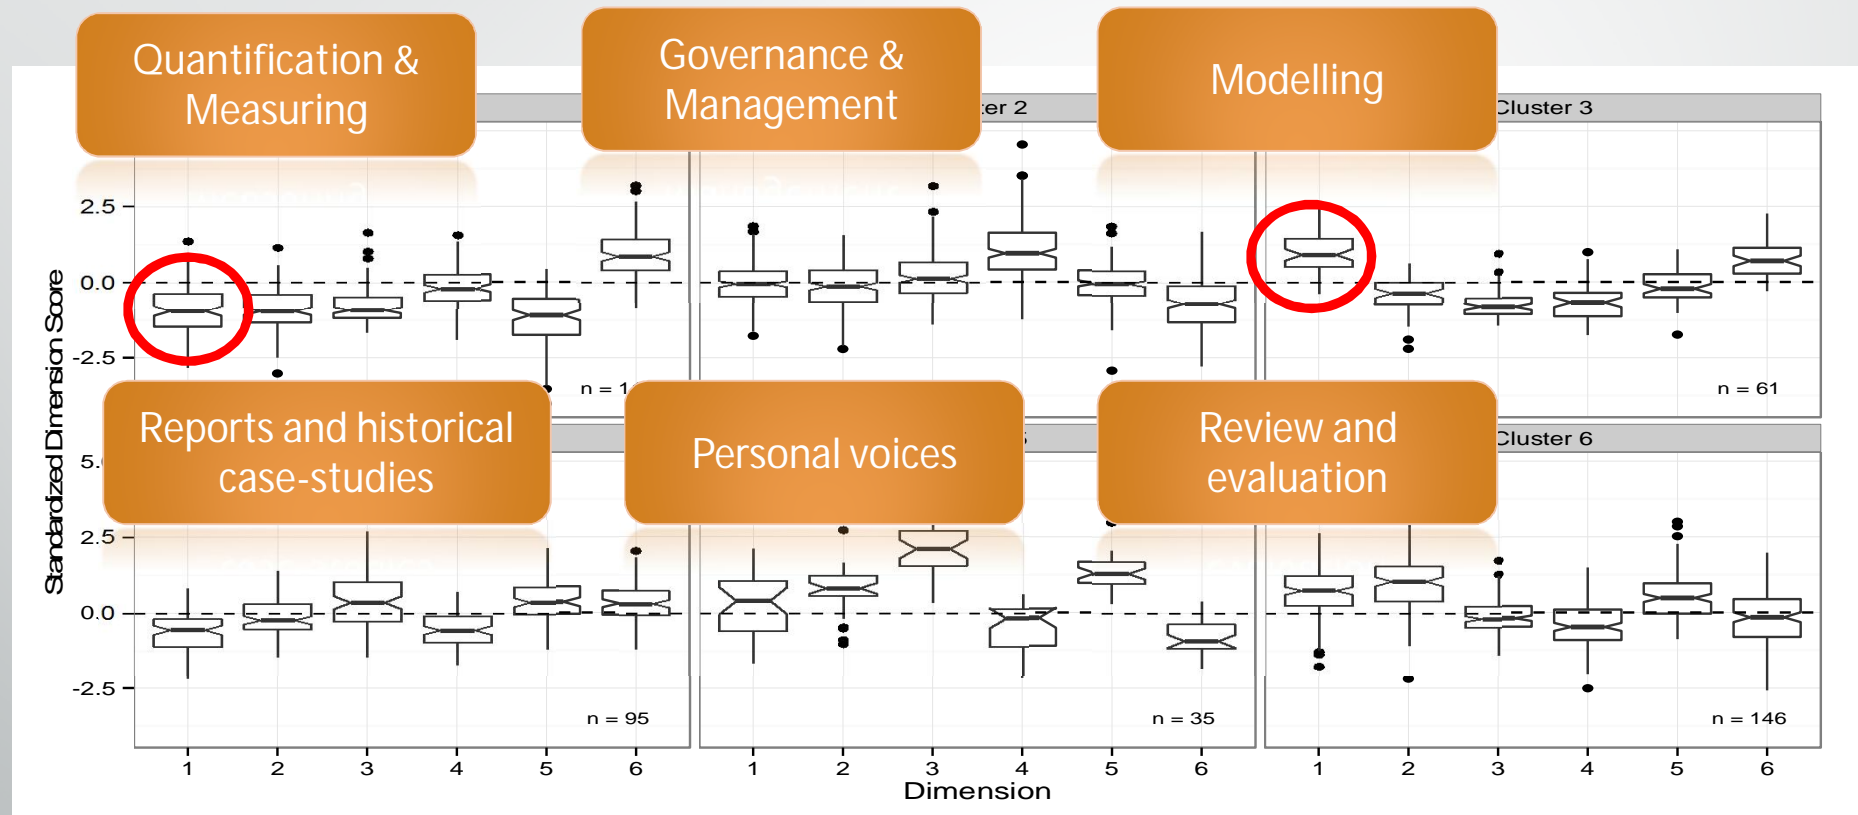 Quantification &
Measuring
Governance &
Management
Modelling
ter 2
Cluster 3
2.5
0.0
-2.5
n = 1
n = 61
Standardized Dimension Score
Reports and historical
case-studies
Personal voices
Review and
evaluation
Cluster 6
5.
2.5
0.0
-2.5
n = 95
n = 35
n = 146
1 2 3 4 5 6 1 2 3 4 5 6 1 2 3 4 5 6
Dimension